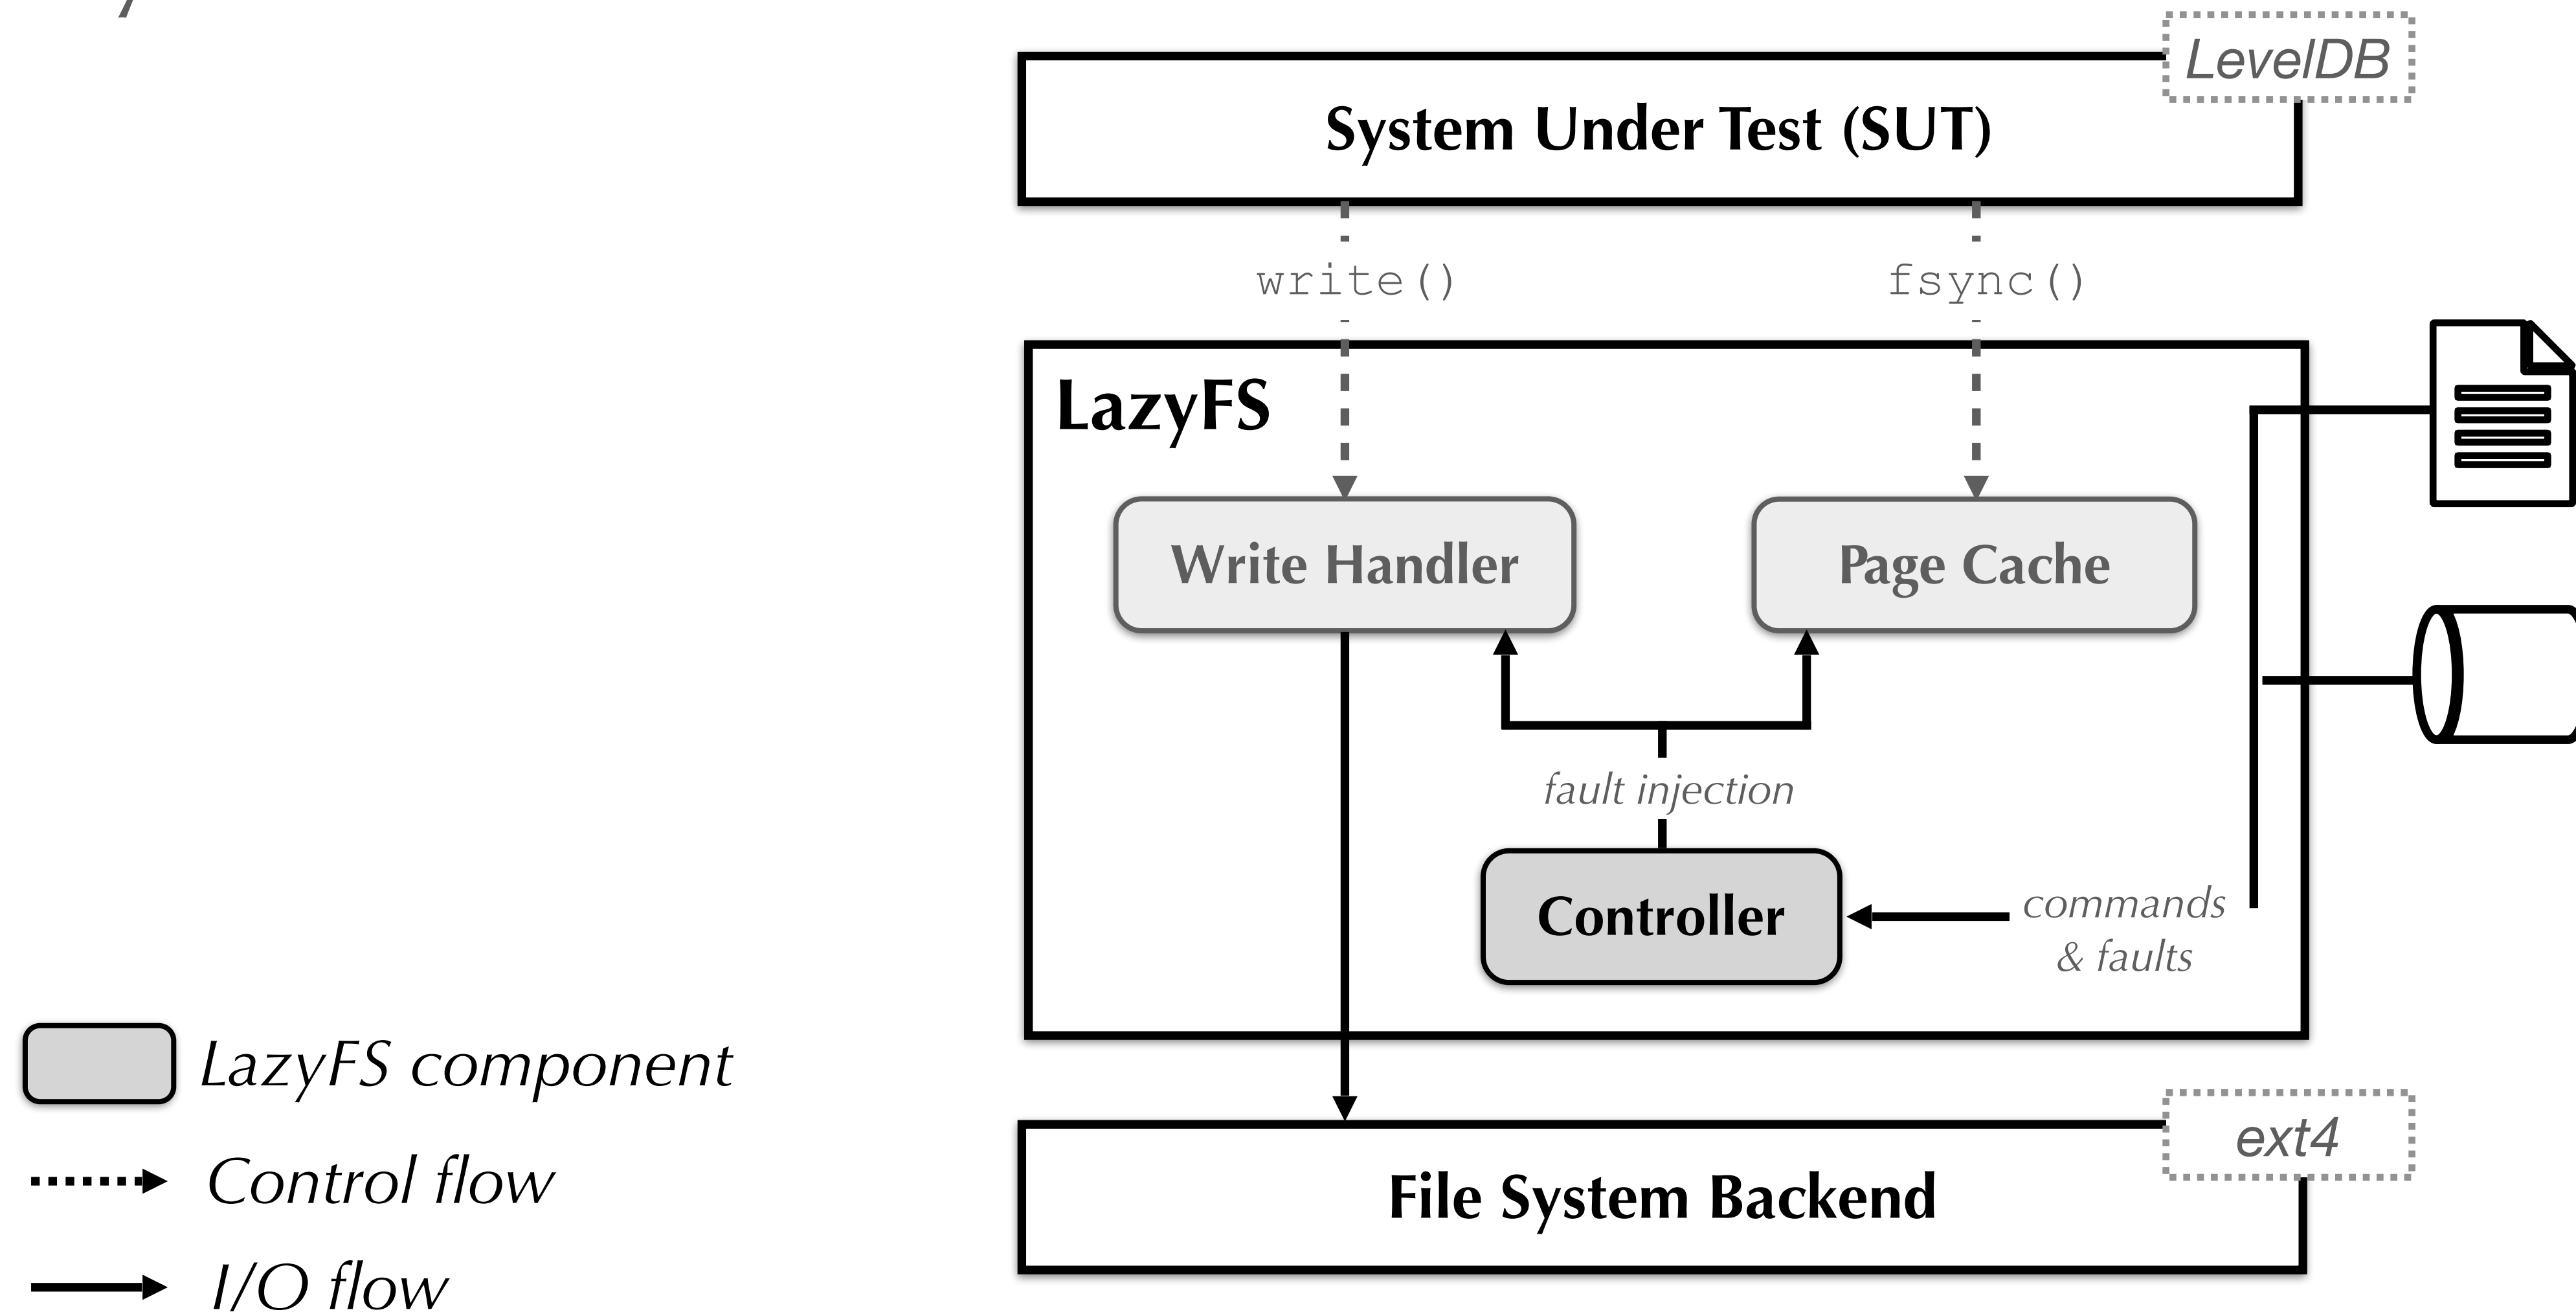 LevelDB
System Under Test (SUT)
write()
fsync()
LazyFS
Write Handler
Page Cache
fault injection
Controller
commands
& faults
LazyFS component
Control flow
I/O flow
ext4
File System Backend